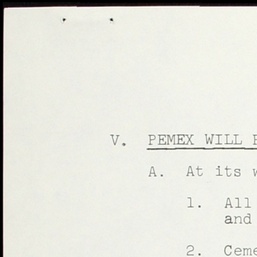 V. PEMEX WILL
A. At its
1. All
and
2. Ceme